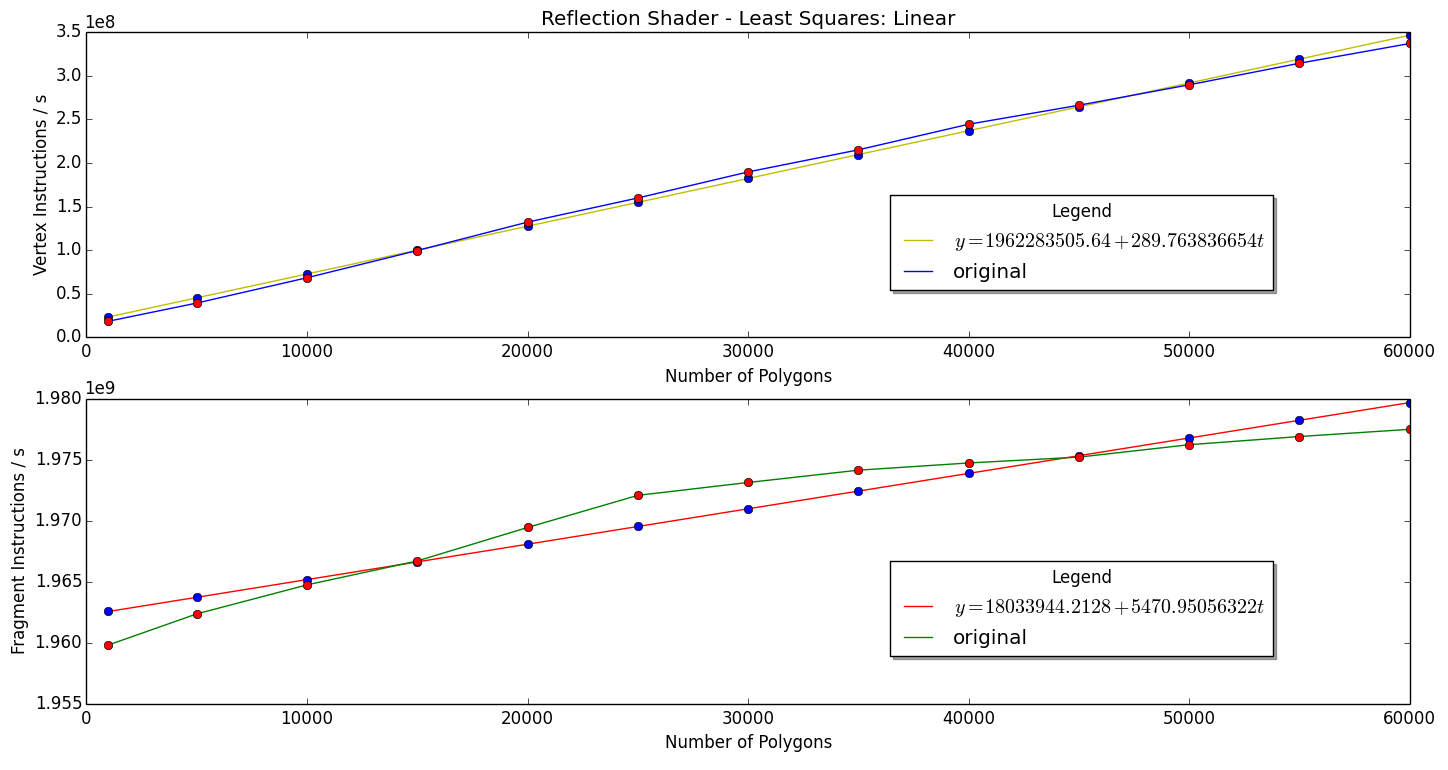 Reflection Shader - Least Squares: Linear
1e8
3.5
3.0
2.5
2.0
1.5
1.0
0.5
0.0
Vertex Instructions / s
0 10000 20000 30000 40000 50000 60000
Number of Polygons
Legend
y = 1962283505.64 + 289.763836654t
original
1e9
1.980
1.975
1.970
1.965
1.960
1.955
Fragment Instructions / s
0 10000 20000 30000 40000 50000 60000
Number of Polygons
Legend
y = 18033944.2128 + 5470.95056322t
original